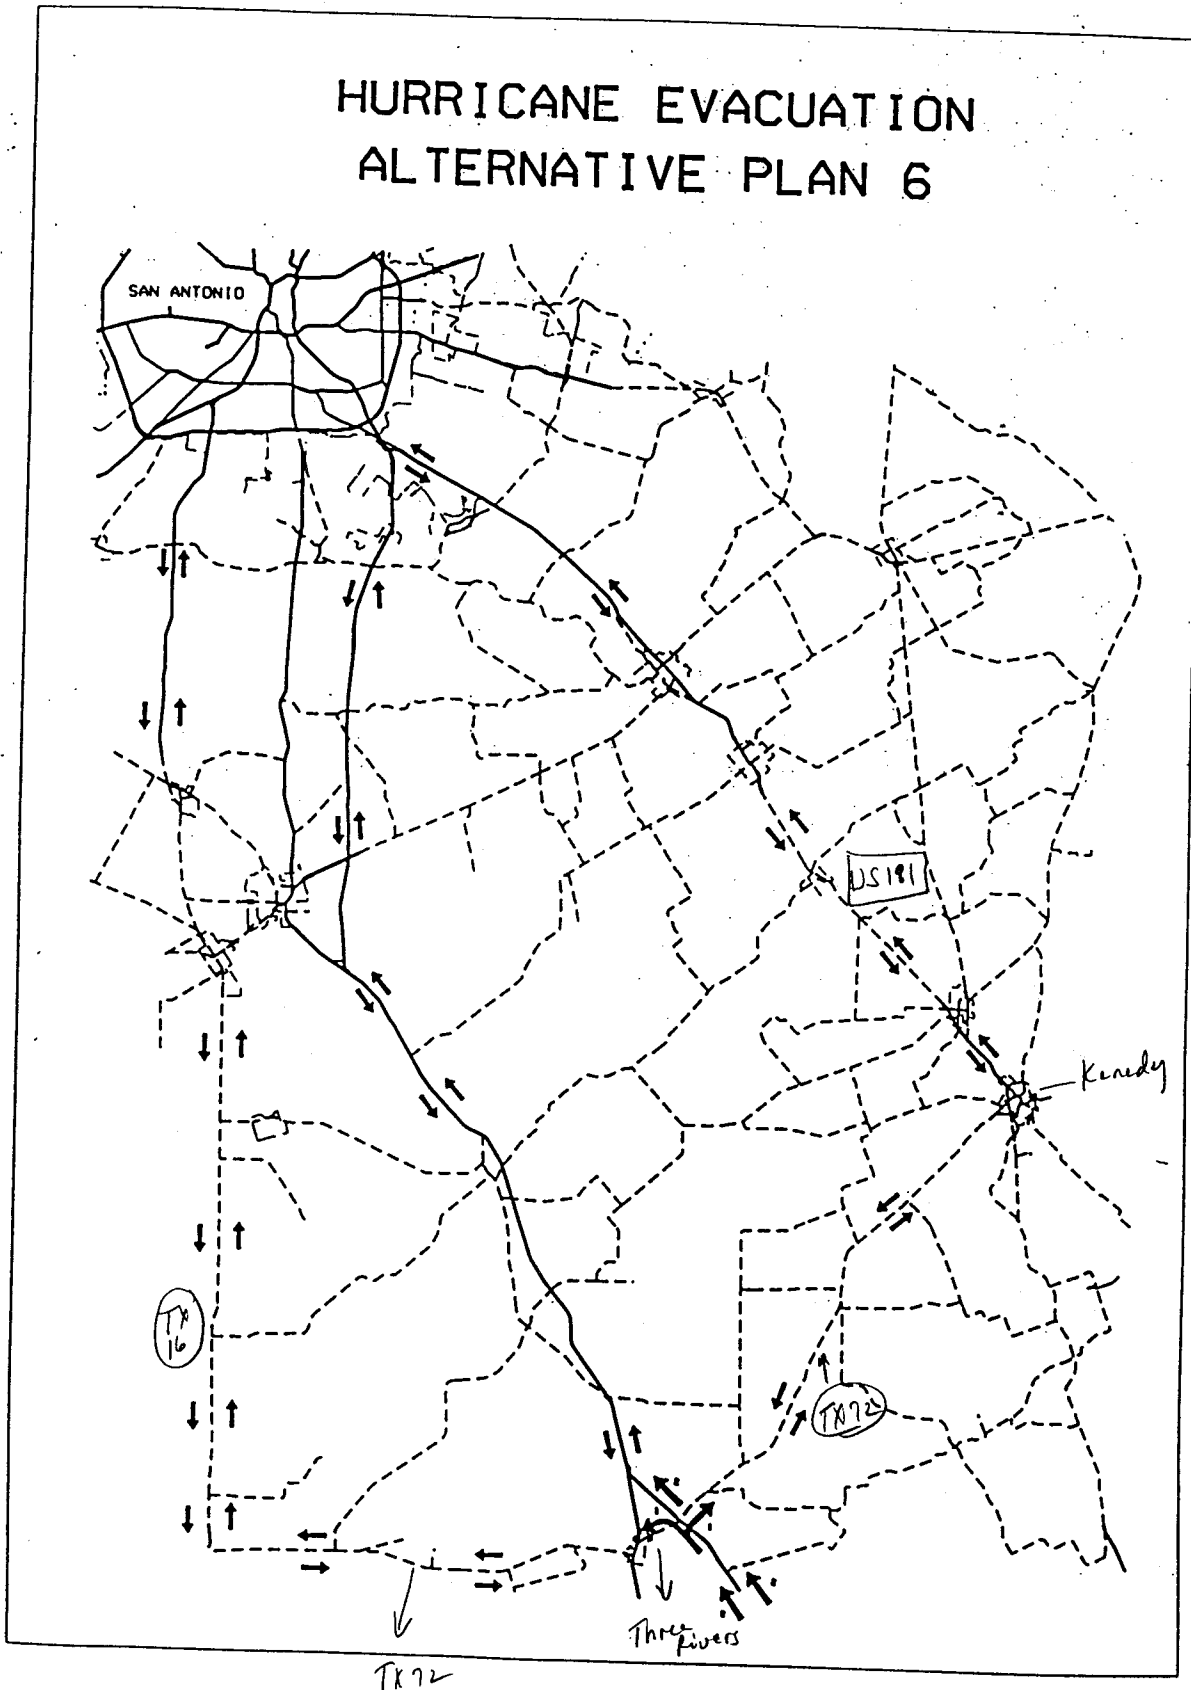 HURRICANE EVACUATION
ALTERNATIVE PLAN 6
SAN ANTONIO
US181
Kenedy
TX
16
TX72
Three
Rivers
TX72